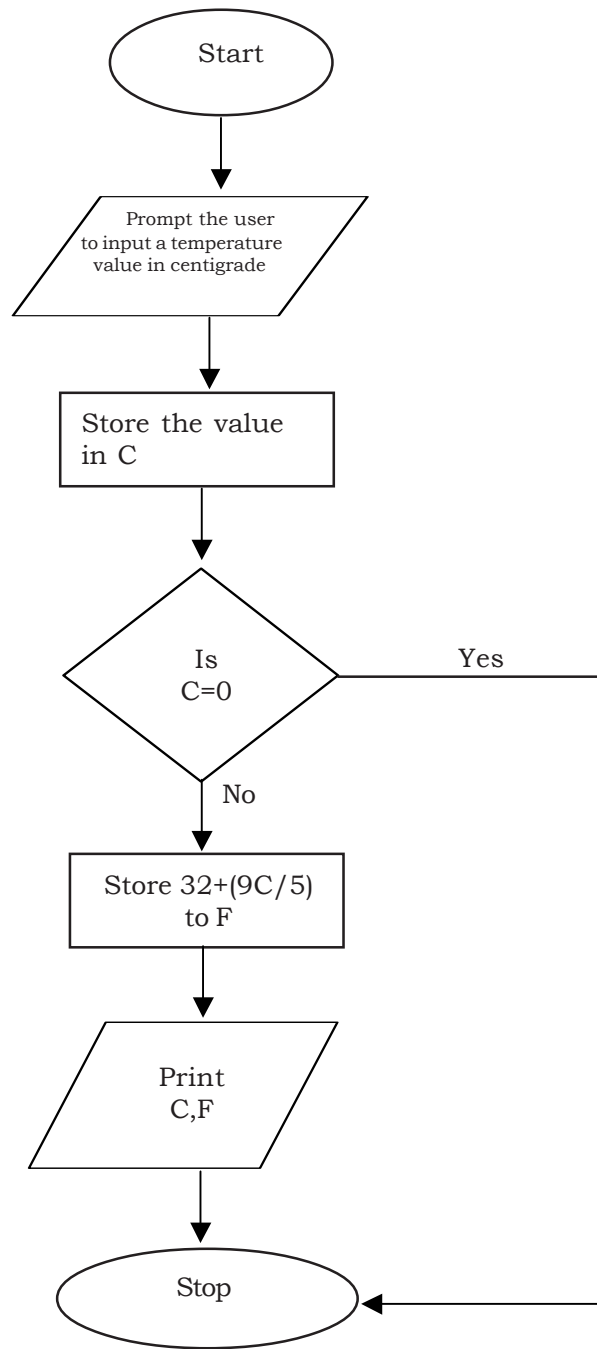 Start
Prompt the user
to input a temperature
value in centigrade
Store the value
in C
Is
C=0
Yes
No
Store 32+(9C/5)
to F
Print
C,F
Stop